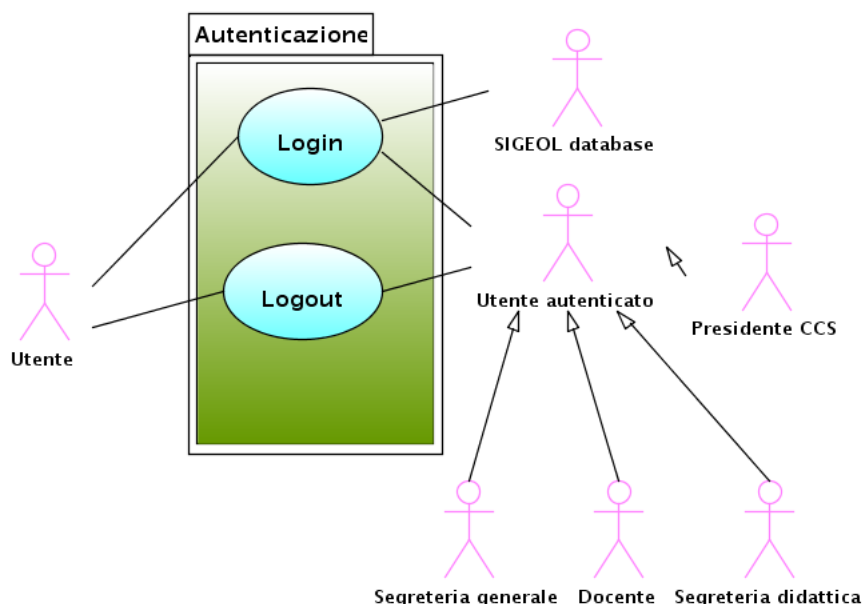 Autenticazione
Login
SIGEOL database
Utente autenticato
Logout
Presidente CCS
Utente
Segreteria generale
Docente
Segreteria didattica